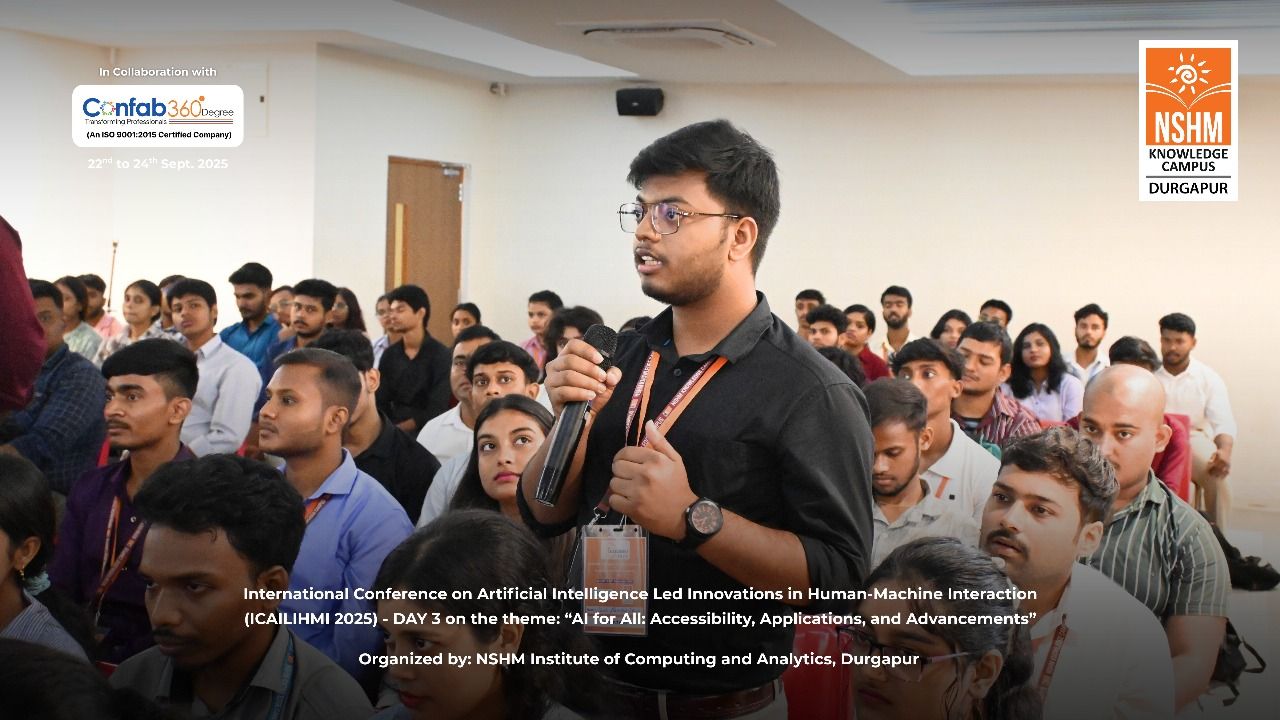 In Collaboration with
Confab 360° Degree
Transforming Professionals
(An ISO 9001:2015 Certified Company)
22nd to 24th Sept. 2025
NSHM
KNOWLEDGE
CAMPUS
DURGAPUR
International Conference on Artificial Intelligence Led Innovations in Human-Machine Interaction
(ICAILIHMI 2025) - DAY 3 on the theme: “AI for All: Accessibility, Applications, and Advancements”
Organized by: NSHM Institute of Computing and Analytics, Durgapur